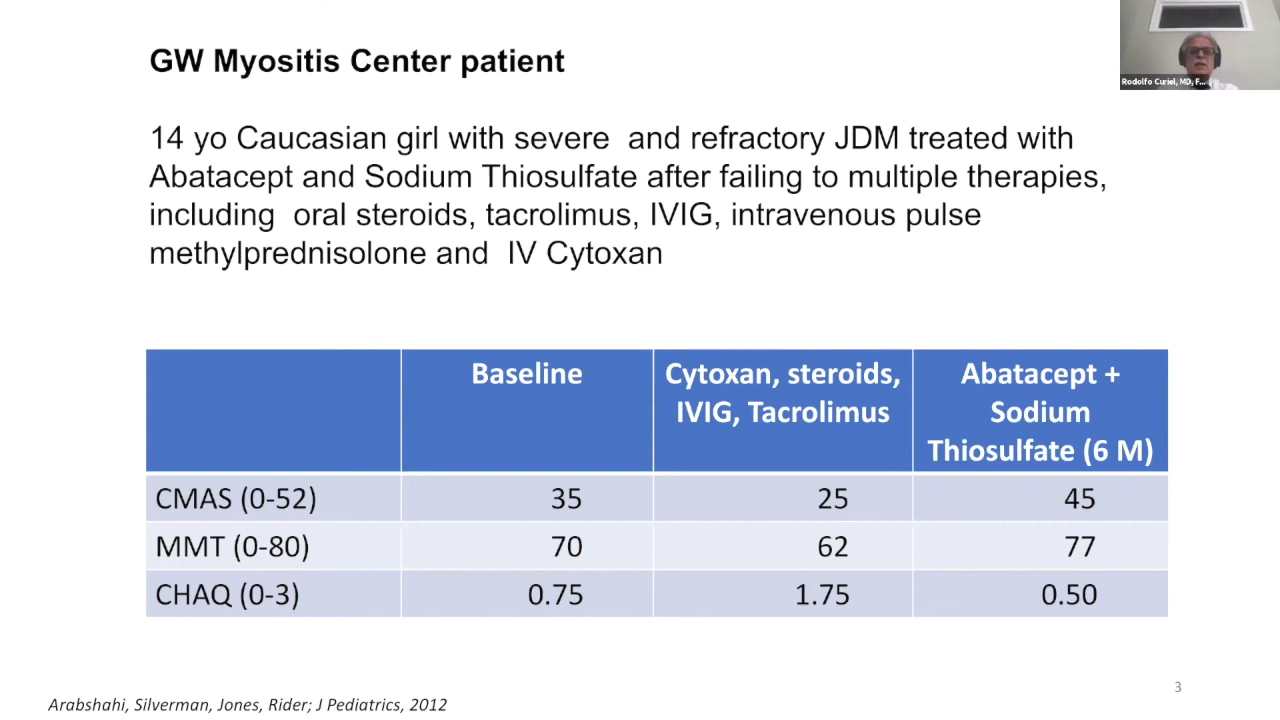 GW Myositis Center patient
Rodolfo Curiel, MD, F...
14 yo Caucasian girl with severe  and refractory JDM treated with
Abatacept and Sodium Thiosulfate after failing to multiple therapies,
including  oral steroids, tacrolimus, IVIG, intravenous pulse
methylprednisolone and  IV Cytoxan
Baseline
Cytoxan, steroids,
IVIG, Tacrolimus
Abatacept +
Sodium
Thiosulfate (6 M)
CMAS (0-52) 35 25 45
MMT (0-80) 70 62 77
CHAQ (0-3) 0.75 1.75 0.50
3
Arabshahi, Silverman, Jones, Rider; J Pediatrics, 2012